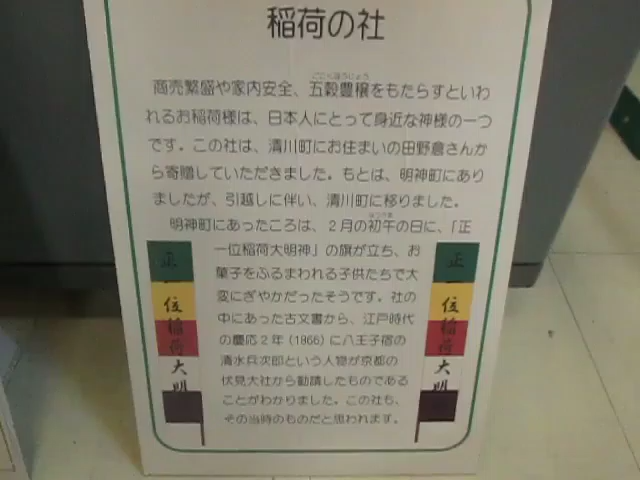 稲荷の社
商売繁盛や家内安全、五穀豊穣をもたらすといわ
れるお稲荷様は、日本人にとって身近な神様の一つ
です。この社は、清川町にお住まいの田野倉さんか
ら寄贈していただきました。もとは、明神町にあり
ましたが、引越しに伴い、清川町に移りました。
明神町にあったころは、2月の初午の日に、「正
一位稲荷大明神」の旗が立ち、お
菓子をふるまわれる子供たちで大
変にぎやかだったそうです。社の
中にあった古文書から、江戸時代
の慶応2年(1866)に八王子宿の
清水兵次郎という人物が京都の
伏見大社から勧請したものである
ことがわかりました。この社も、
その当時のものだと思われます。
正一位稲荷大明
正一位稲荷大明